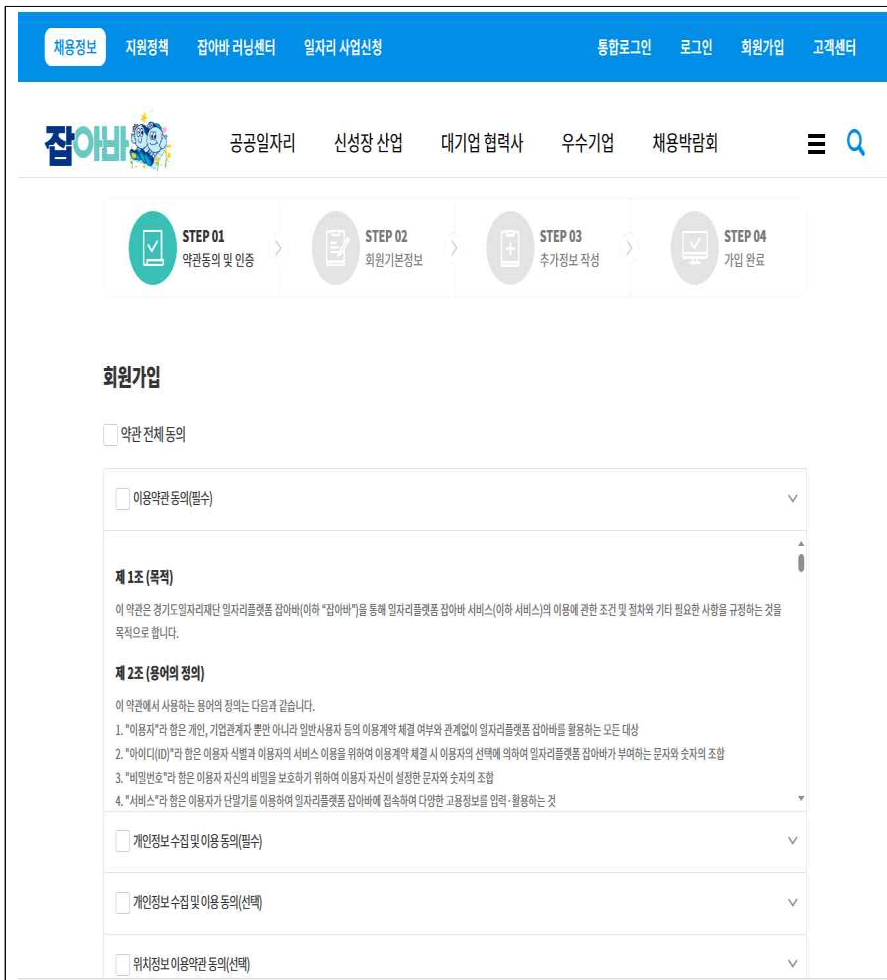 채용정보 지원정책 잡아바 러닝센터 일자리 사업신청 통합로그인 로그인 회원가입 고객센터
잡아바 공공일자리 신성장 산업 대기업 협력사 우수기업 채용박람회
STEP 01 STEP 02 STEP 03 STEP 04
약관동의 및 인증 회원기본정보 추가정보 작성 가입 완료
회원가입
약관 전체 동의
이용약관 동의(필수)
제 1조 (목적)
이 약관은 경기도일자리재단 일자리플랫폼 잡아바(이하 “잡아바”)을 통해 일자리플랫폼 잡아바 서비스(이하 서비스)의 이용에 관한 조건 및 절차와 기타 필요한 사항을 규정하는 것을
목적으로 합니다.
제 2조 (용어의 정의)
이 약관에서 사용하는 용어의 정의는 다음과 같습니다.
1. "이용자"라 함은 개인, 기업관계자 뿐만 아니라 일반사용자 등의 이용계약 체결 여부와 관계없이 일자리플랫폼 잡아바를 활용하는 모든 대상
2. "아이디(ID)"라 함은 이용자 식별과 이용자의 서비스 이용을 위하여 이용계약 체결 시 이용자의 선택에 의하여 일자리플랫폼 잡아바가 부여하는 문자와 숫자의 조합
3. "비밀번호"라 함은 이용자 자신의 비밀을 보호하기 위하여 이용자 자신이 설정한 문자와 숫자의 조합
4. "서비스"라 함은 이용자가 단말기를 이용하여 일자리플랫폼 잡아바에 접속하여 다양한 고용정보를 입력·활용하는 것
개인정보 수집 및 이용 동의(필수)
개인정보 수집 및 이용 동의(선택)
위치정보 이용약관 동의(선택)